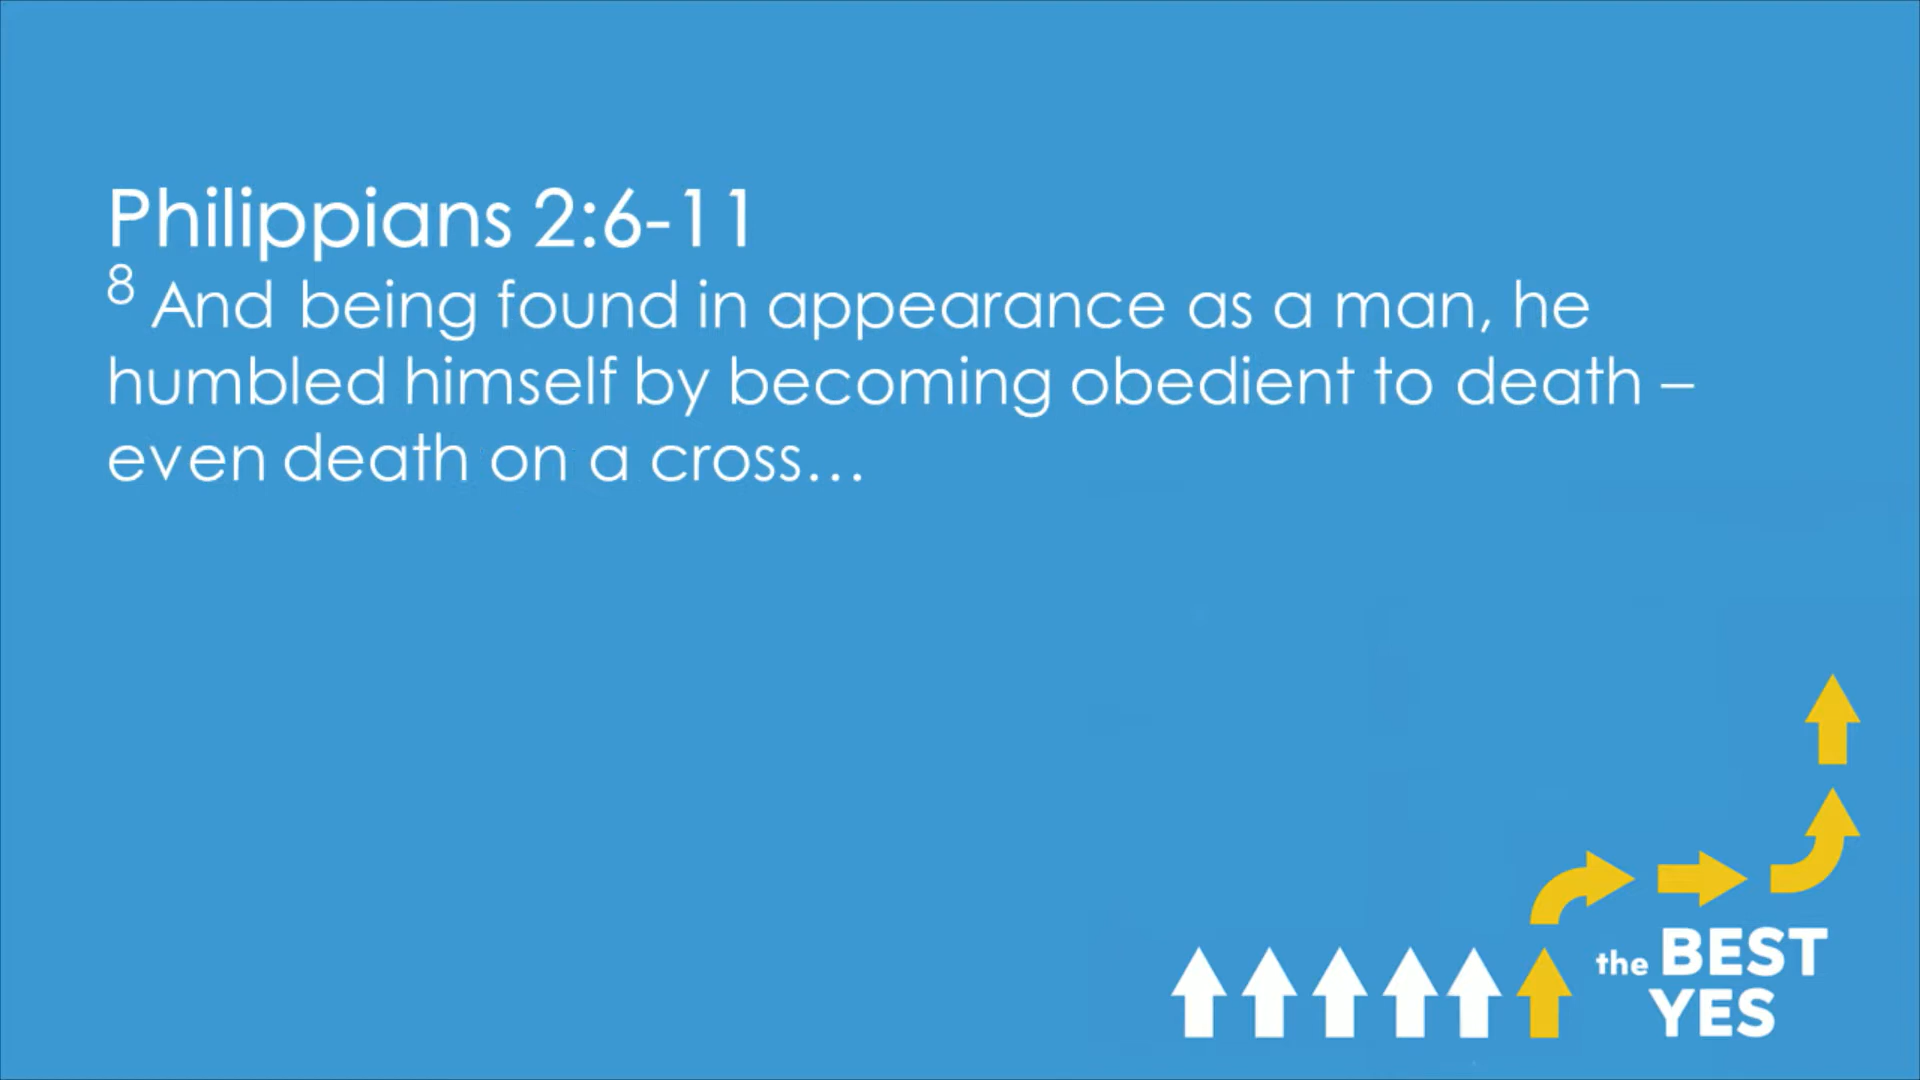 Philippians 2:6-11
8 And being found in appearance as a man, he
humbled himself by becoming obedient to death –
even death on a cross…
the BEST
YES